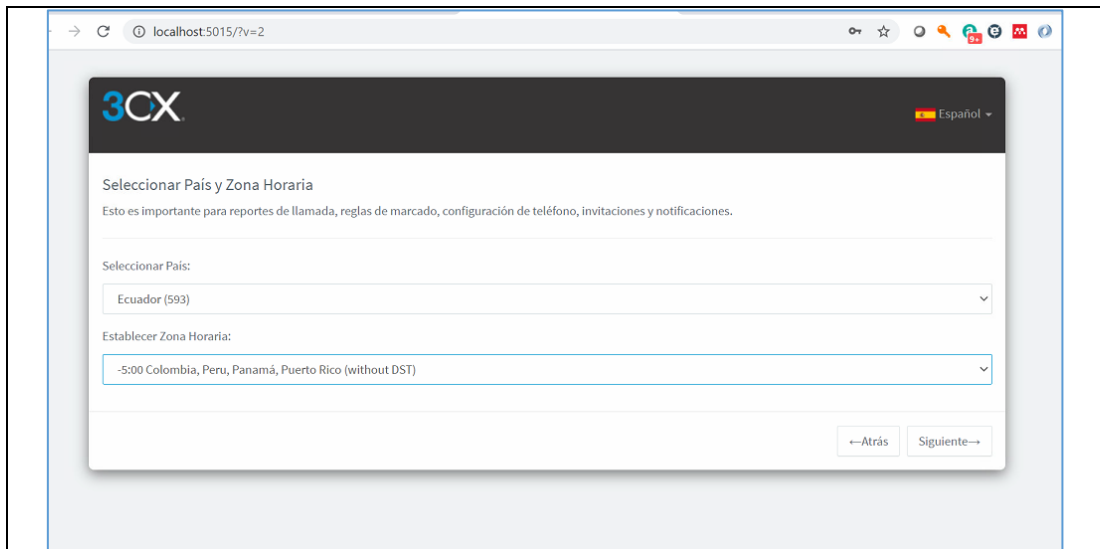 localhost:5015/?v=2
9+
3CX
Español
Seleccionar País y Zona Horaria
Esto es importante para reportes de llamada, reglas de marcado, configuración de teléfono, invitaciones y notificaciones.
Seleccionar País:
Ecuador (593)
Establecer Zona Horaria:
-5:00 Colombia, Peru, Panamá, Puerto Rico (without DST)
←Atrás
Siguiente→